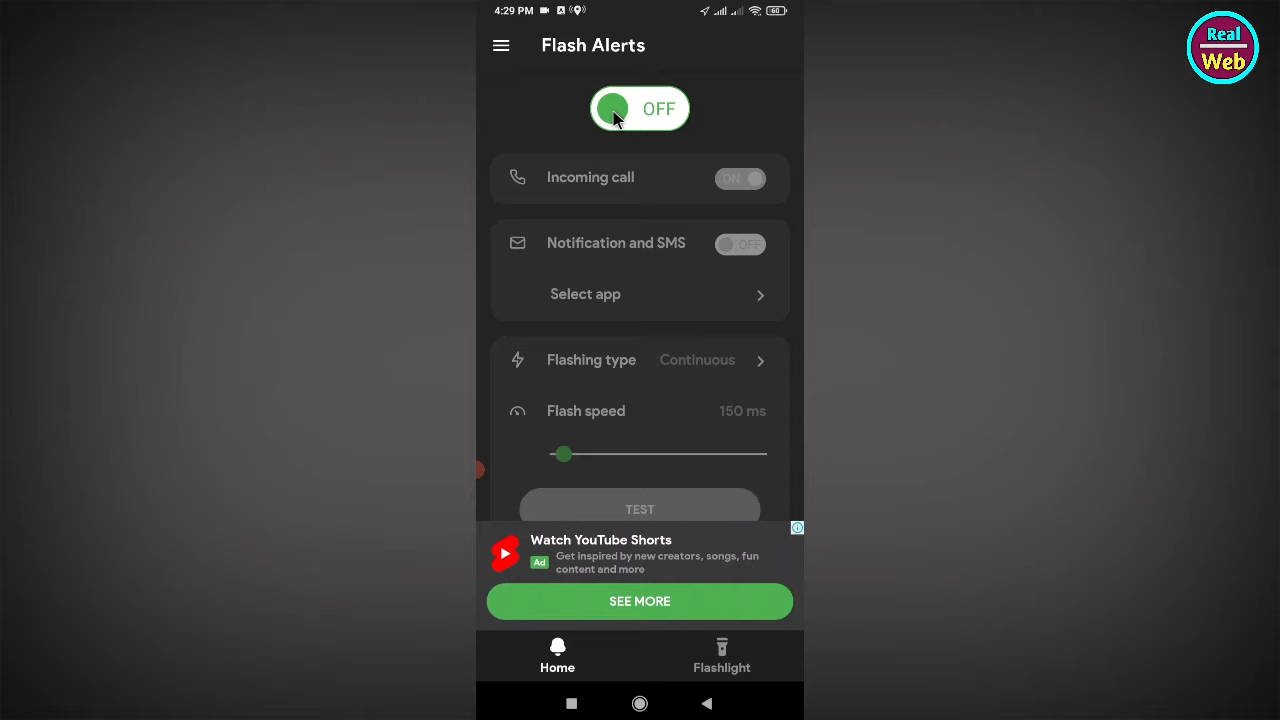 4:29 PM
60
Flash Alerts
Real
Web
OFF
Incoming call
ON
Notification and SMS
OFF
Select app
Flashing type
Continuous
Flash speed
150 ms
TEST
Watch YouTube Shorts
Ad
Get inspired by new creators, songs, fun
content and more
SEE MORE
Home
Flashlight